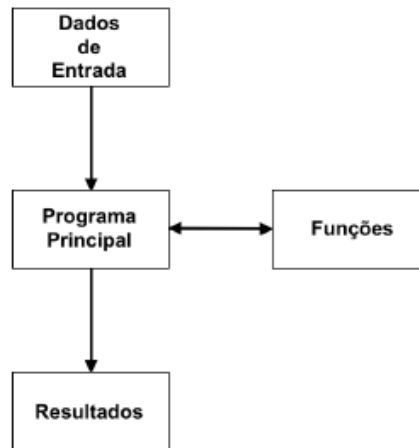 Dados
de
Entrada
Programa
Principal
Funções
Resultados